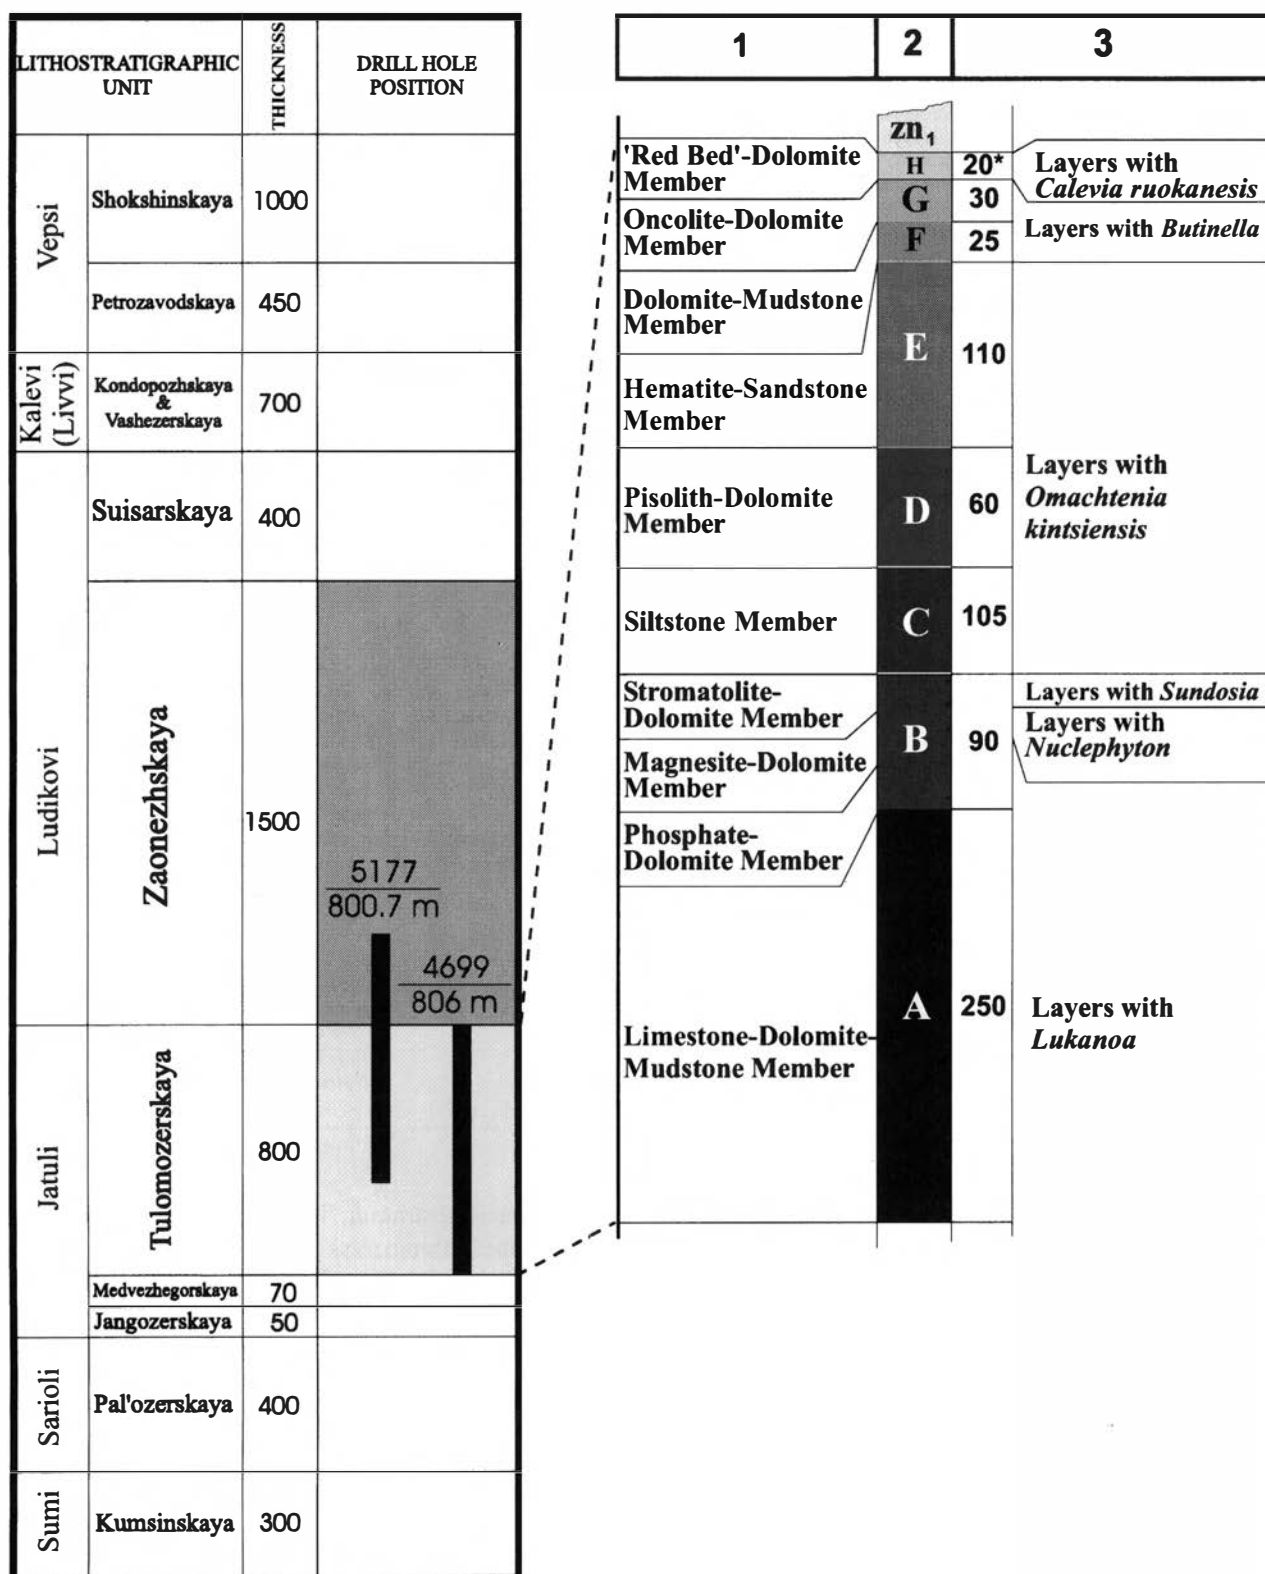 LITHOSTRATIGRAPHIC
UNIT
THICKNESS
DRILL HOLE
POSITION
Vepsi
Shokshinskaya
1000
Petrozavodskaya
450
Kalevi
(Livvi)
Kondopozhskaya
&
Vashezerskaya
700
Ludikovi
Suisarskaya
400
Zaonezhskaya
1500
5177
800.7 m
4699
806 m
Jatuli
Tulomozerskaya
800
Medvezhegorskaya
70
Jangozerskaya
50
Sarioli
Pal'ozerskaya
400
Sumi
Kumsinskaya
300
1
2
3
zn1
'Red Bed'-Dolomite
Member
H
20*
Layers with
Calevia ruokanesis
Oncolite-Dolomite
Member
G
30
Layers with Butinella
Dolomite-Mudstone
Member
F
25
Hematite-Sandstone
Member
E
110
Pisolith-Dolomite
Member
D
60
Layers with
Omachtenia
kintsiensis
Siltstone Member
C
105
Stromatolite-
Dolomite Member
Magnesite-Dolomite
Member
Phosphate-
Dolomite Member
B
90
Layers with Sundosia
Layers with
Nuclephyton
Limestone-Dolomite-
Mudstone Member
A
250
Layers with
Lukanoa